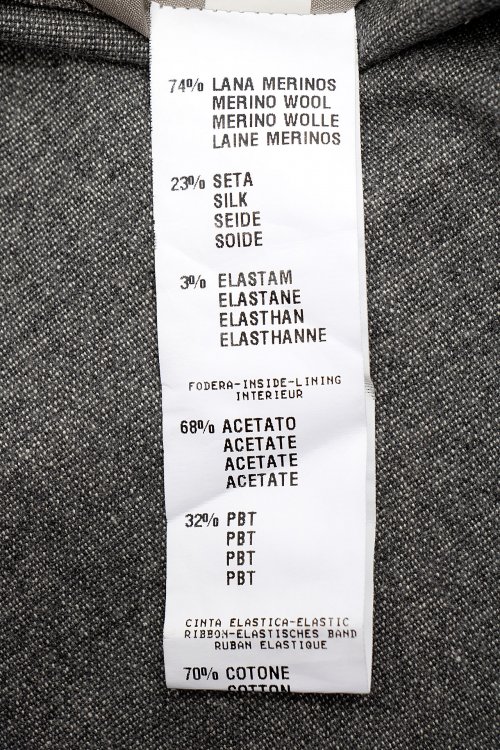 74% LANA MERINOS
MERINO WOOL
MERINO WOLLE
LAINE MERINOS
23% SETA
SILK
SEIDE
SOIDE
3% ELASTAM
ELASTANE
ELASTHAN
ELASTHANNE
FODERA-INSIDE-LINING
INTERIEUR
68% ACETATO
ACETATE
ACETATE
ACETATE
32% PBT
PBT
PBT
PBT
CINTA ELASTICA-ELASTIC
RIBBON-ELASTISCHES BAND
RUBAN ELASTIQUE
70% COTONE
COTTON